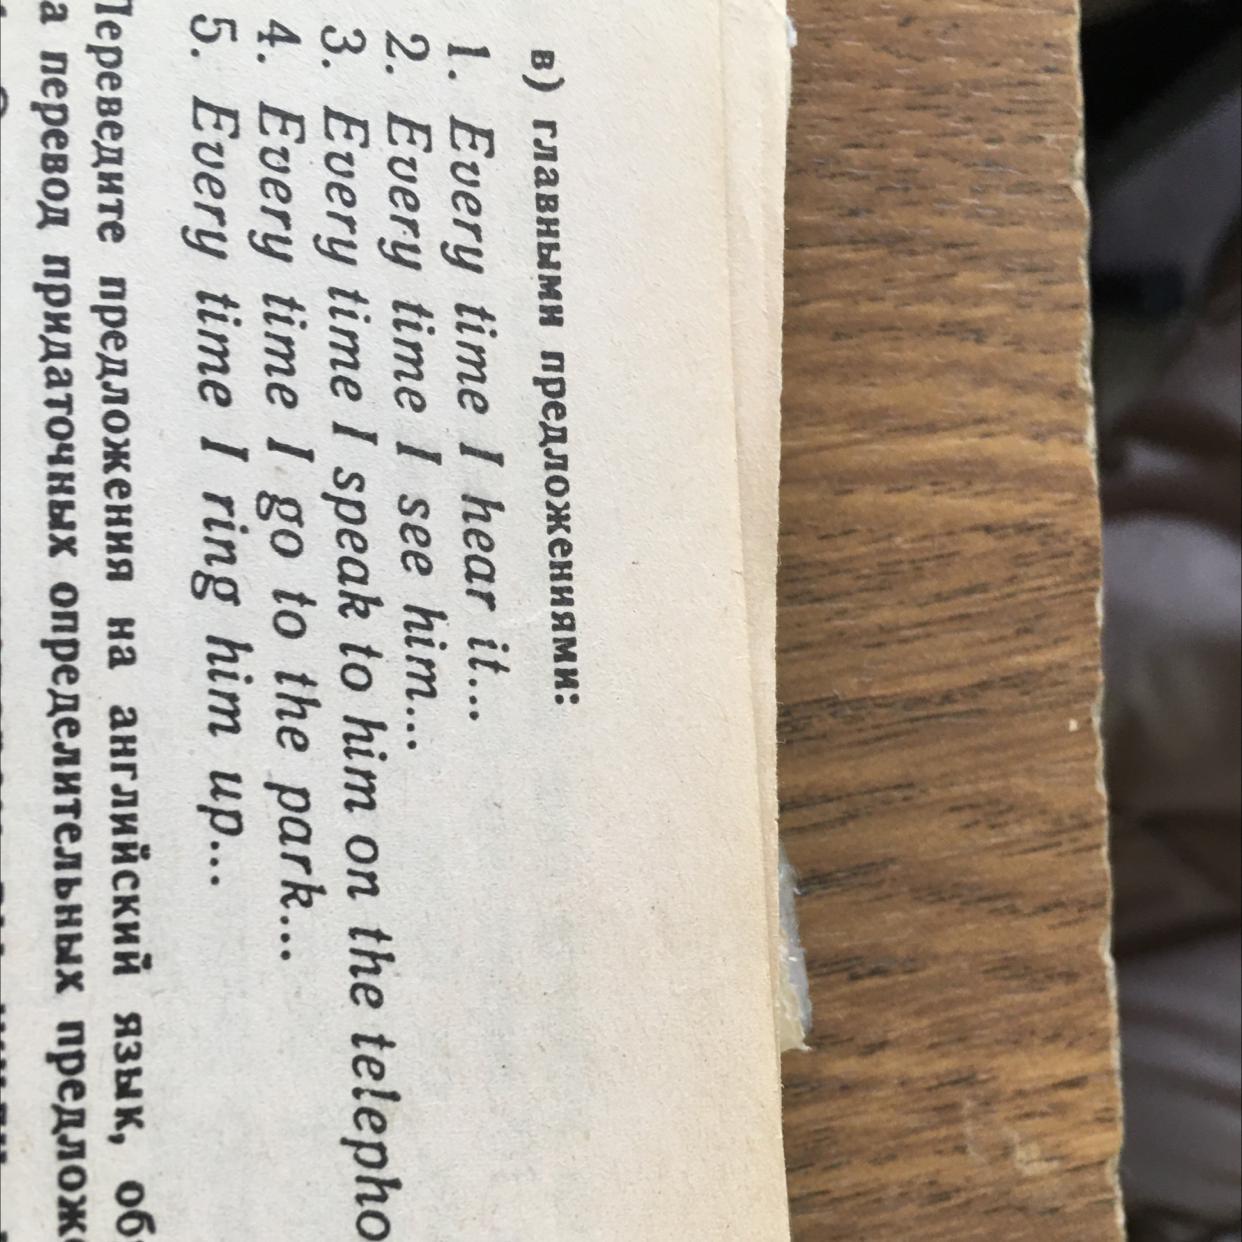 в) главными предложениями:
1. Every time I hear it...
2. Every time I see him...
3. Every time I speak to him on the telepho
4. Every time I go to the park...
5. Every time I ring him up...
Переведите предложения на английский язык,
а перевод придаточных определительных предлож